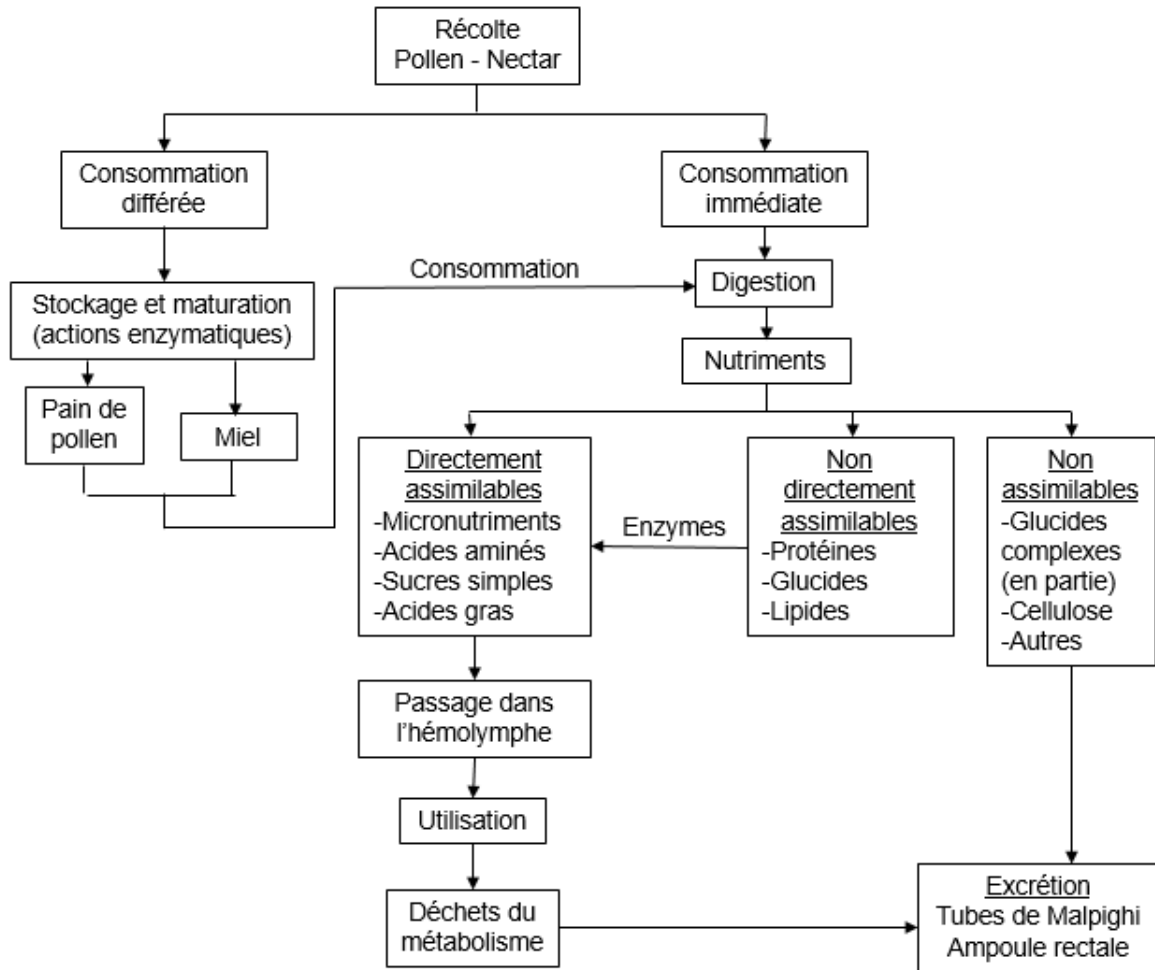 Récolte
Pollen - Nectar
Consommation
différée
Consommation
immédiate
Stockage et maturation
(actions enzymatiques)
Consommation
Digestion
Nutriments
Pain de
pollen
Miel
Directement
assimilables
-Micronutriments
-Acides aminés
-Sucres simples
-Acides gras
Enzymes
Non
directement
assimilables
-Protéines
-Glucides
-Lipides
Non
assimilables
-Glucides
complexes
(en partie)
-Cellulose
-Autres
Passage dans
l'hémolymphe
Utilisation
Déchets du
métabolisme
Excrétion
Tubes de Malpighi
Ampoule rectale